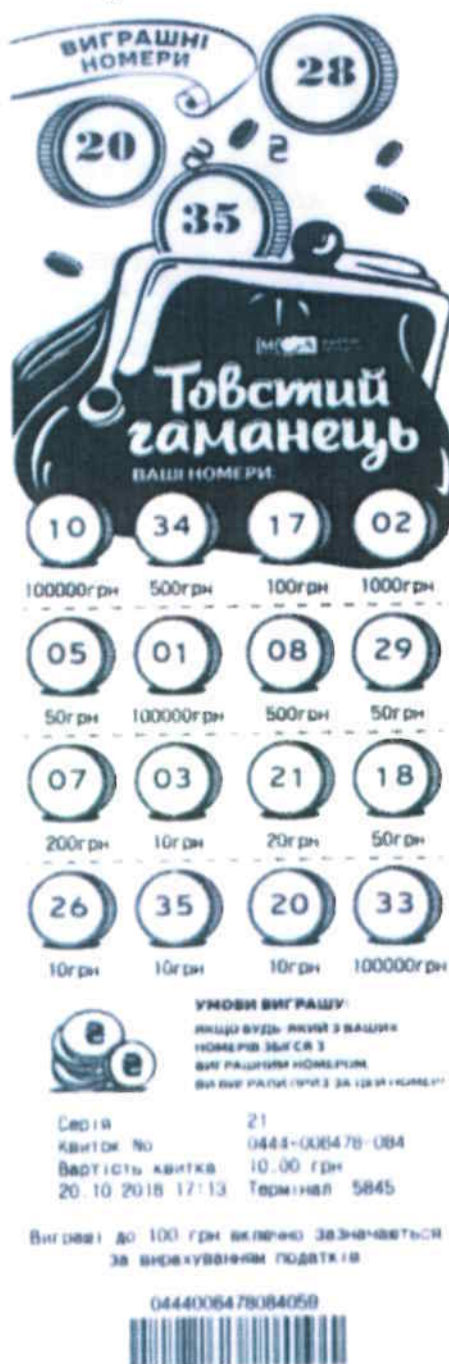 ВИГРАШНІ
НОМЕРИ
28
20
35
Товстий
гаманець
ВАШІ НОМЕРИ
10 34 17 02
100000грн 500грн 100грн 1000грн
05 01 08 29
50грн 100000грн 500грн 50грн
07 03 21 18
200грн 10грн 20грн 50грн
26 35 20 33
10грн 10грн 10грн 100000грн
УМОВИ ВИГРАШУ:
ЯКЩО БУДЬ-ЯКИЙ З ВАШИХ
НОМЕРІВ ЗБІГСЯ З
ВИГРАШНИМ НОМЕРОМ,
ВИ ВИГРАЛИ ПРИЗ ЗА ЦЕЙ НОМЕР!
Серія 21
Квиток No 0444-006478-084
Вартість квитка 10.00 грн
20.10.2018 17:13 Термінал 5845
Виграші до 100 грн включно зазначаються
за вирахуванням податків
0444006478084059